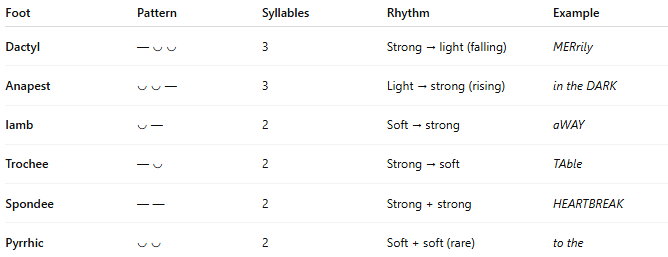 Foot Pattern Syllables Rhythm Example
Dactyl — ◡ ◡ 3 Strong → light (falling) MERrily
Anapest ◡ ◡ — 3 Light → strong (rising) in the DARK
Iamb ◡ — 2 Soft → strong aWAY
Trochee — ◡ 2 Strong → soft TAble
Spondee — — 2 Strong + strong HEARTBREAK
Pyrrhic ◡ ◡ 2 Soft + soft (rare) to the